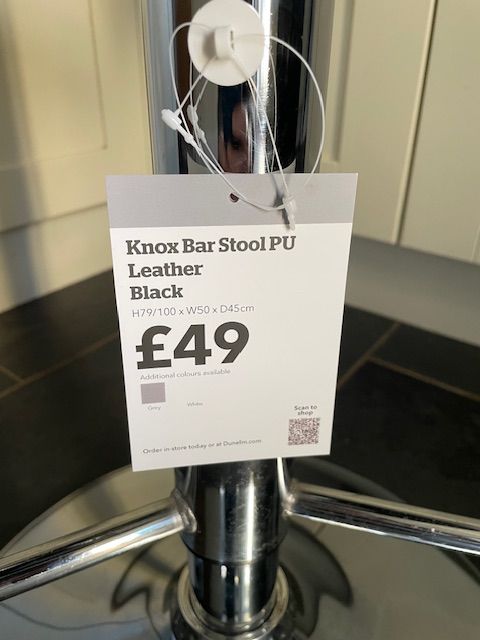 Knox Bar Stool PU
Leather
Black
H79/100 x W50 x D45cm
£49
Additional colours available
Grey White
Scan to
shop
Order in-store today or at Dunelm.com